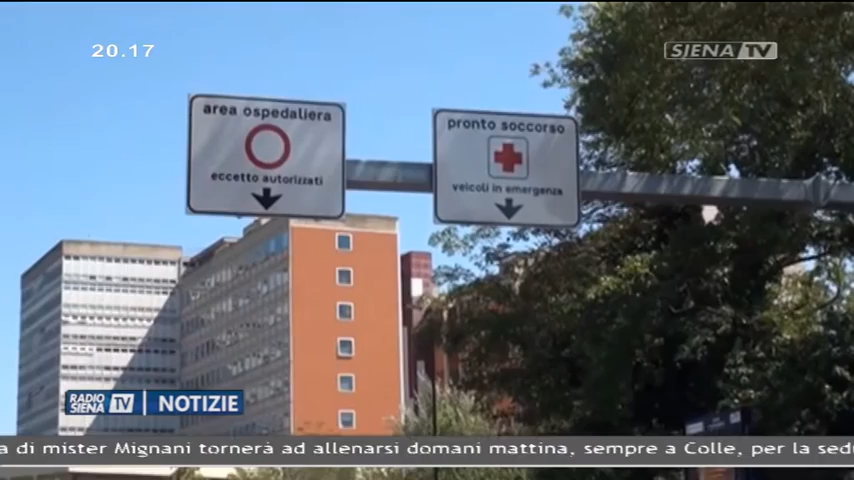 20.17
SIENA TV
area ospedaliera
eccetto autorizzati
pronto soccorso
veicoli in emergenza
RADIO SIENA TV NOTIZIE
a di mister Mignani tornerà ad allenarsi domani mattina, sempre a Colle, per la sedu